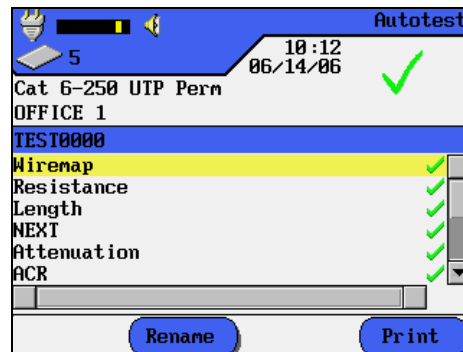 Autotest
5
10:12
06/14/06
Cat 6-250 UTP Perm
OFFICE 1
TEST0000
Wiremap
Resistance
Length
NEXT
Attenuation
ACR
Rename
Print